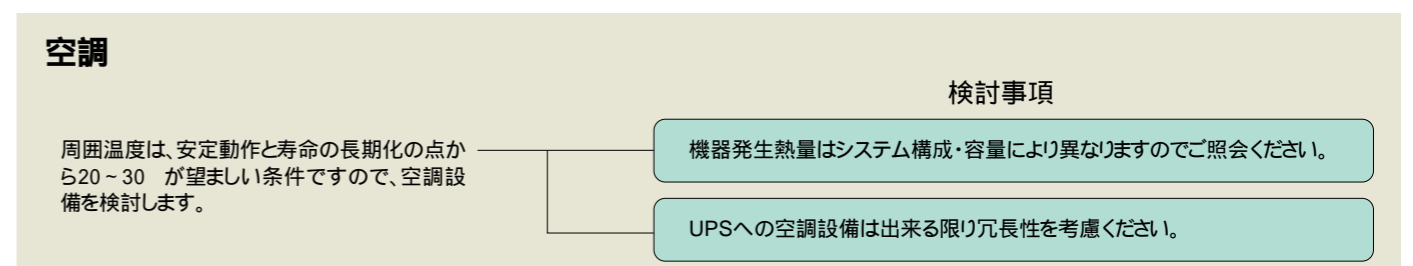 空調
検討事項
周囲温度は、安定動作と寿命の長期化の点か
ら20~30 が望ましい条件ですので、空調設
備を検討します。
機器発生熱量はシステム構成・容量により異なりますのでご照会ください。
UPSへの空調設備は出来る限り冗長性を考慮ください。